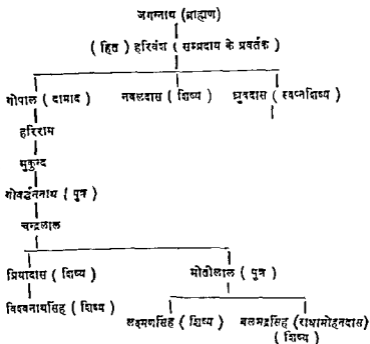 जगन्नाथ (ब्राह्मण)
( हित ) हरिवंश ( सम्प्रदाय के प्रवर्तक )
गोपाल ( दामाद ) नवलदास ( शिष्य ) ध्रुवदास ( स्वप्नशिष्य )
हरिराम
मुकुन्द
गोवर्द्धननाथ ( पुत्र )
चन्द्रलाल
प्रियादास ( शिष्य ) मोतीलाल ( पुत्र )
विश्वनाथसिंह ( शिष्य ) लक्ष्मणसिंह ( शिष्य ) बलभद्रसिंह (राधामोहनदास)
( शिष्य )